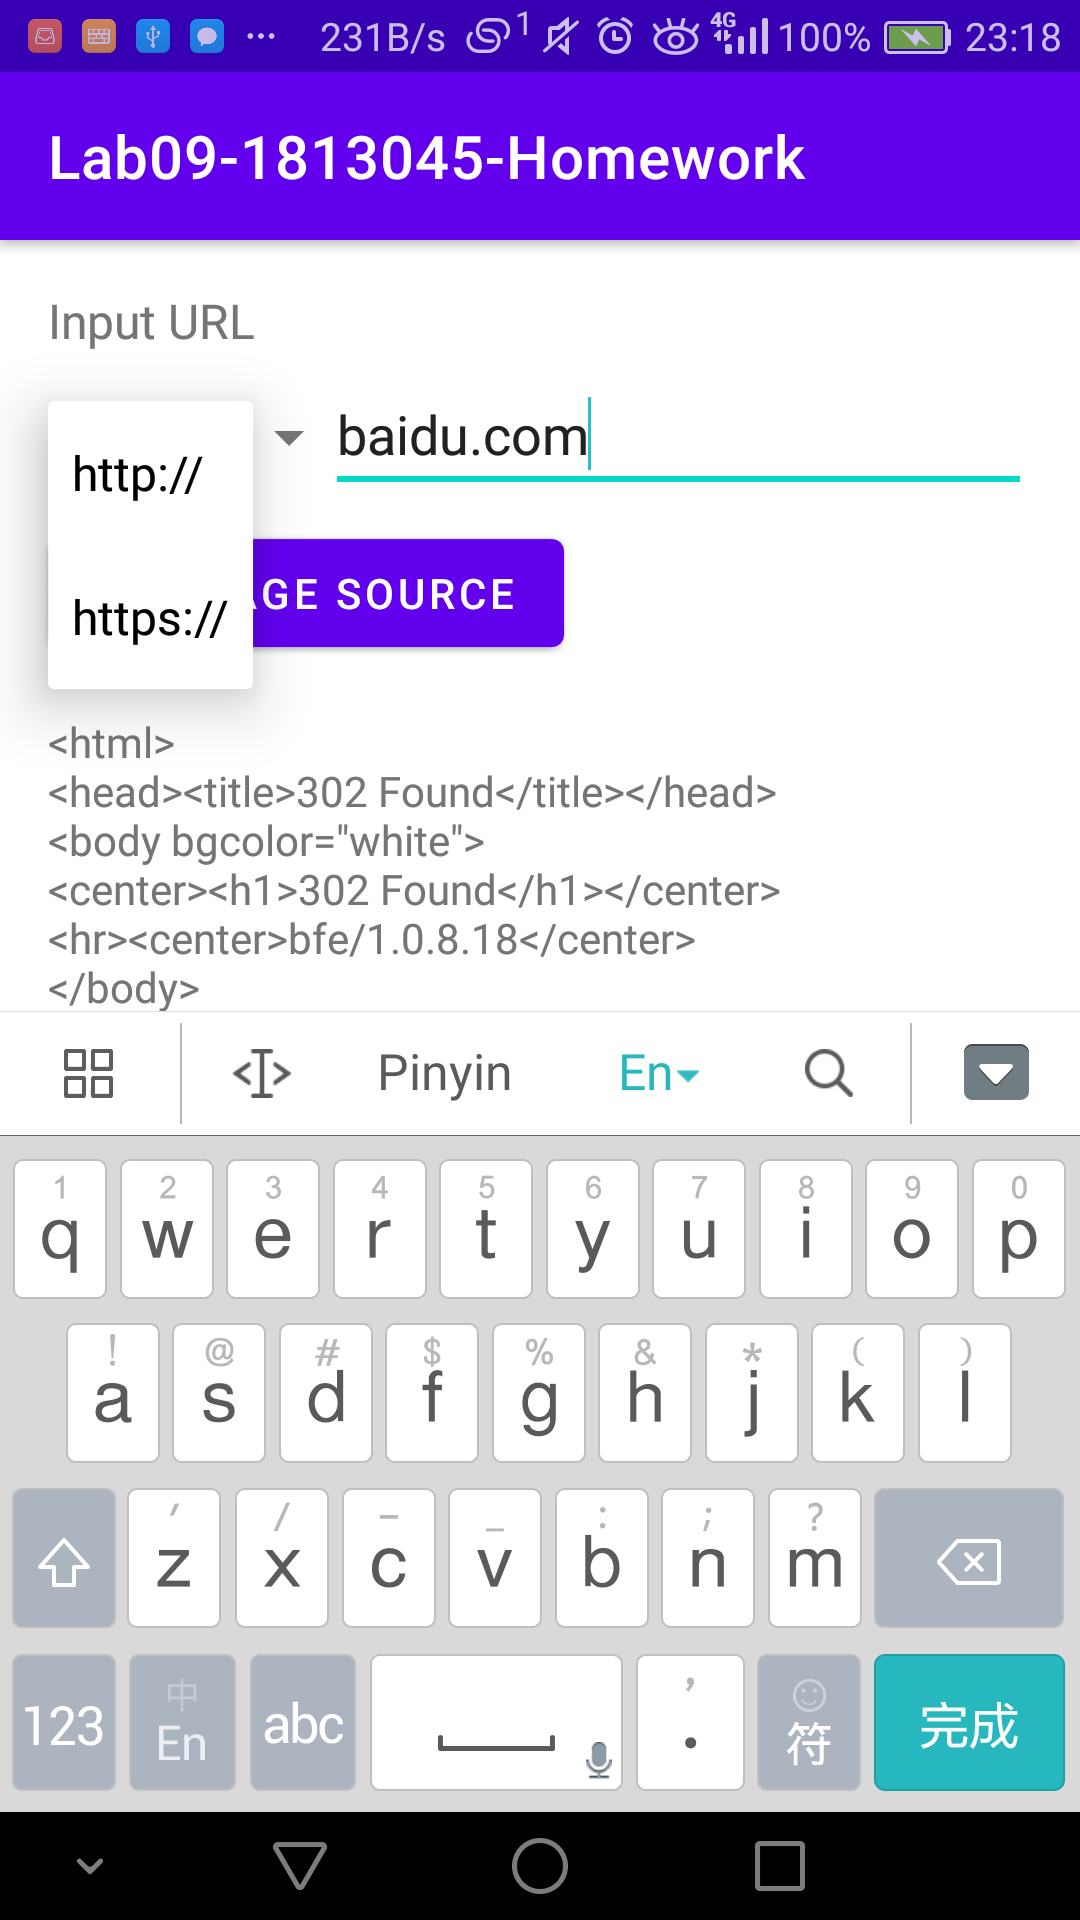 231B/s 1 4G 100% 23:18
Lab09-1813045-Homework
Input URL
baidu.com
http://
AGE SOURCE
https://
<html>
<head><title>302 Found</title></head>
<body bgcolor="white">
<center><h1>302 Found</h1></center>
<hr><center>bfe/1.0.8.18</center>
</body>
Pinyin En
1 2 3 4 5 6 7 8 9 0
q w e r t y u i o p
! @ # $ % & * ( )
a s d f g h j k l
' / - _ : ; ?
z x c v b n m
123 中 En abc , . 符 完成